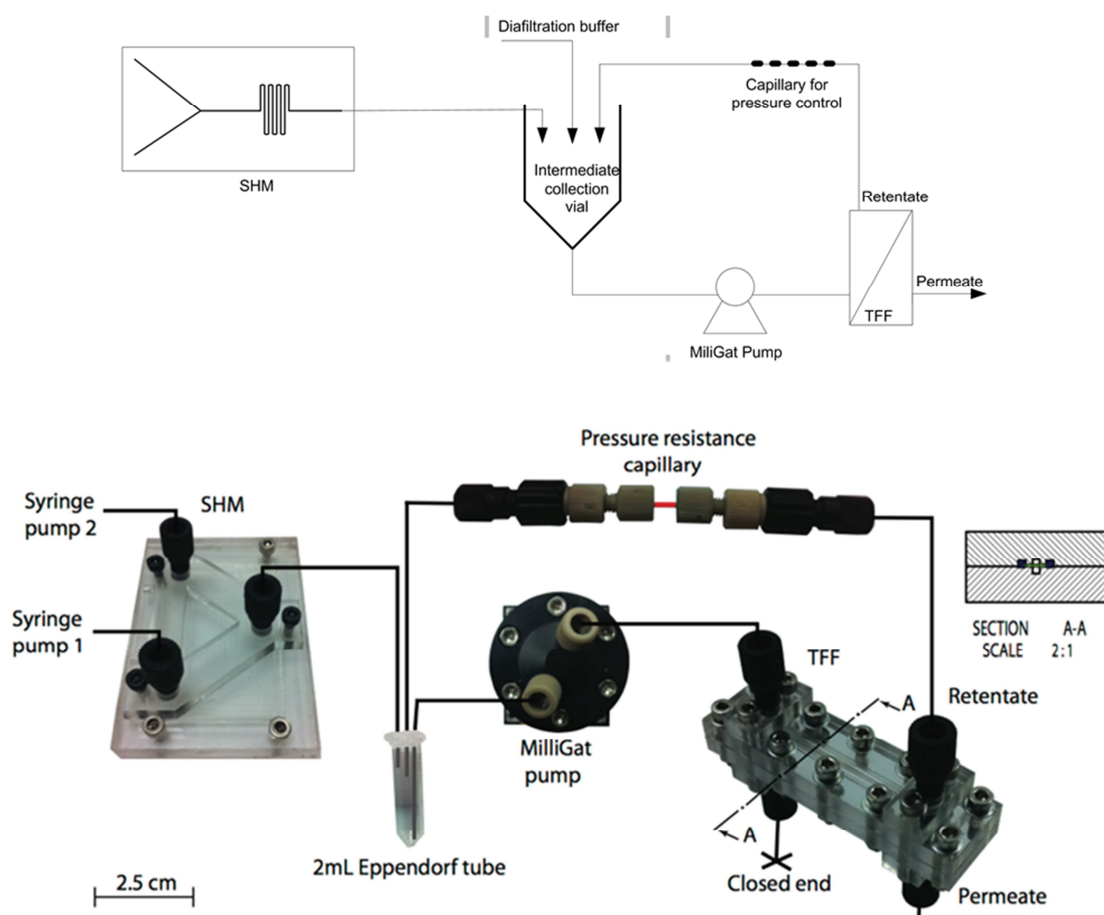 Diafiltration buffer
Capillary for
pressure control
Intermediate
collection
vial
SHM
Retentate
Permeate
TFF
MiliGat Pump
Pressure resistance
capillary
Syringe
pump 2
SHM
Syringe
pump 1
SECTION A-A
SCALE 2:1
TFF
A
Retentate
MilliGat
pump
A
2mL Eppendorf tube
Closed end
2.5 cm
Permeate